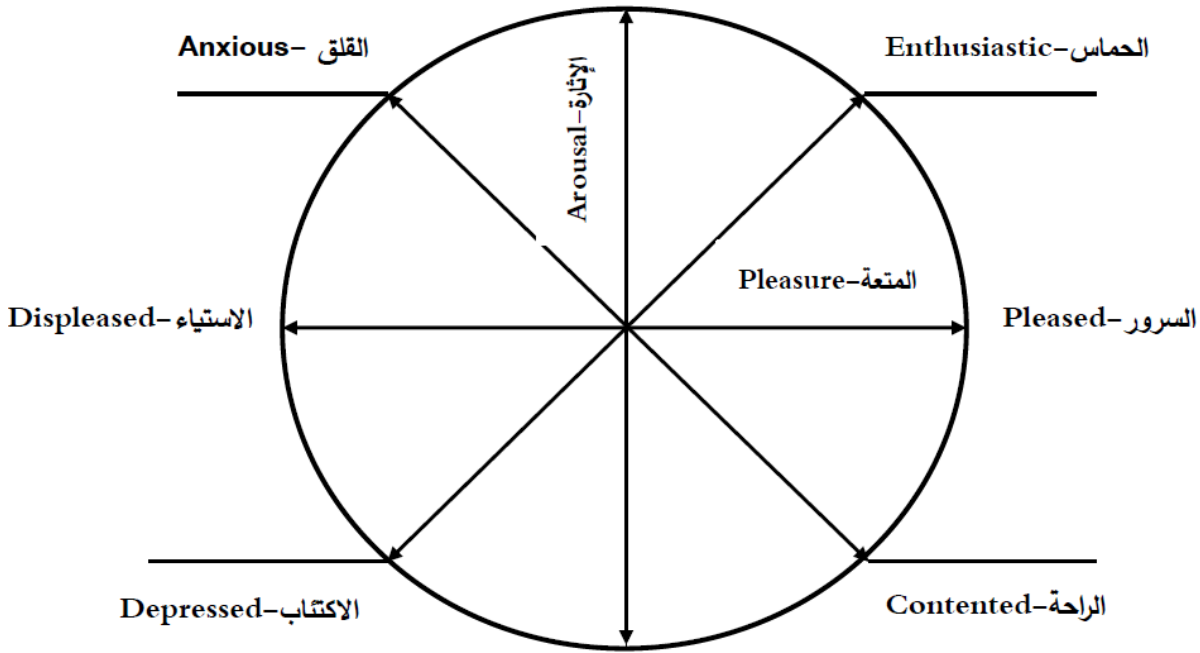 Anxious- القلق
Enthusiastic-الحماس
Arousal-الإثارة
Pleasure-المتعة
Displeased-الاستياء
Pleased-السرور
Depressed-الاكتئاب
Contented-الراحة